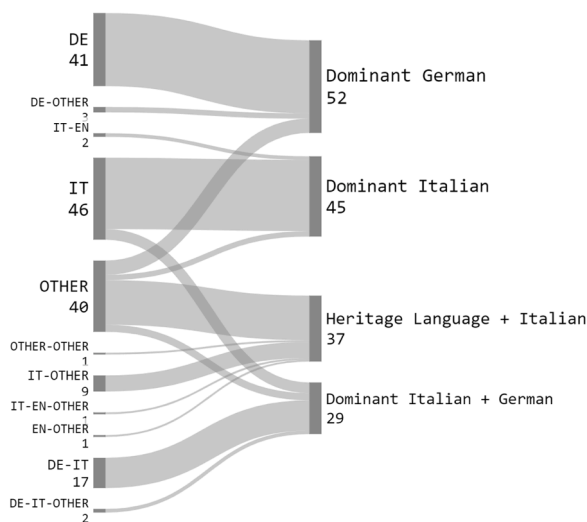 DE
41
DE-OTHER
3
IT-EN
2
IT
46
OTHER
40
OTHER-OTHER
1
IT-OTHER
9
IT-EN-OTHER
1
EN-OTHER
1
DE-IT
17
DE-IT-OTHER
2
Dominant German
52
Dominant Italian
45
Heritage Language + Italian
37
Dominant Italian + German
29